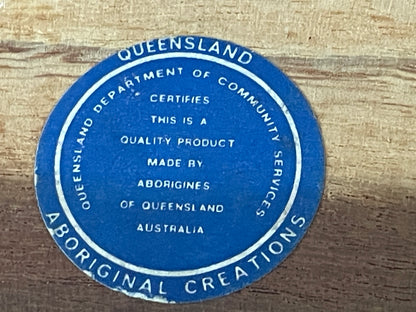 QUEENSLAND
QUEENSLAND DEPARTMENT OF COMMUNITY SERVICES
CERTIFIES
THIS IS A
QUALITY PRODUCT
MADE BY
ABORIGINES
OF QUEENSLAND
AUSTRALIA
ABORIGINAL CREATIONS